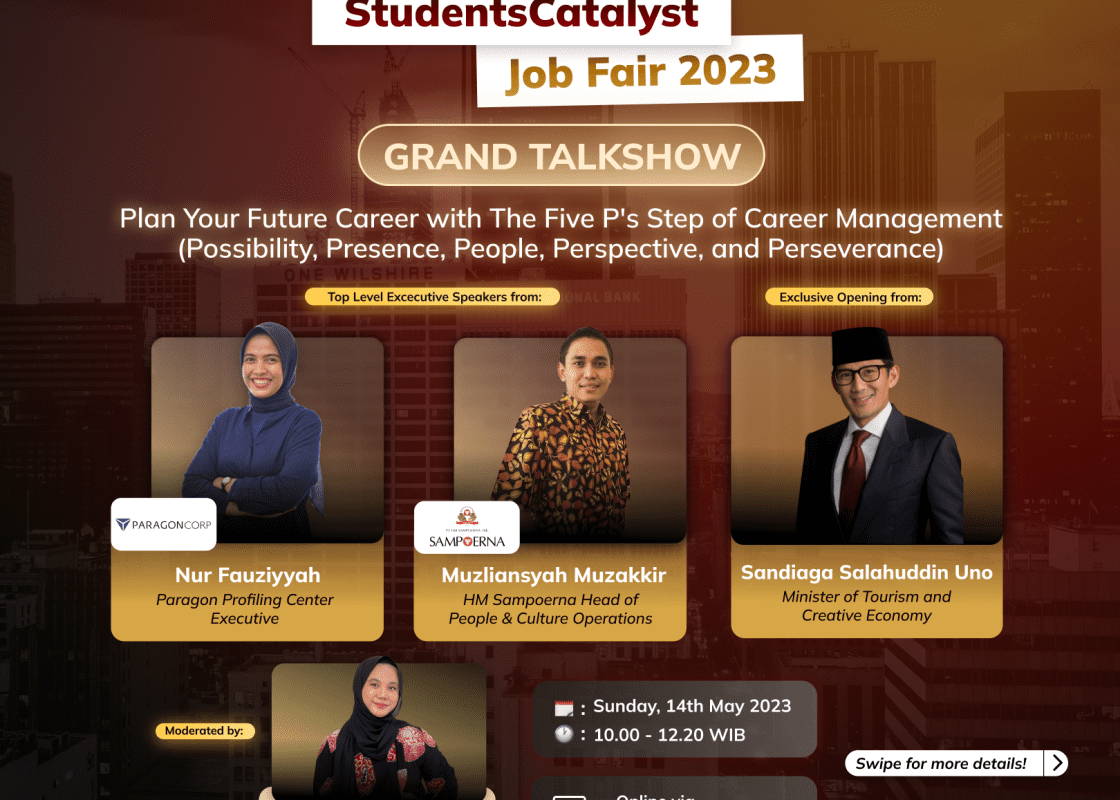 StudentsCatalyst
Job Fair 2023
GRAND TALKSHOW
Plan Your Future Career with The Five P's Step of Career Management
(Possibility, Presence, People, Perspective, and Perseverance)
ONE WILSHIRE
Top Level Excecutive Speakers from:
Exclusive Opening from:
PARAGONCORP
SAMPOERNA
Nur Fauziyyah
Paragon Profiling Center
Executive
Muzliansyah Muzakkir
HM Sampoerna Head of
People & Culture Operations
Sandiaga Salahuddin Uno
Minister of Tourism and
Creative Economy
Moderated by:
: Sunday, 14th May 2023
: 10.00 - 12.20 WIB
Swipe for more details!
Online via